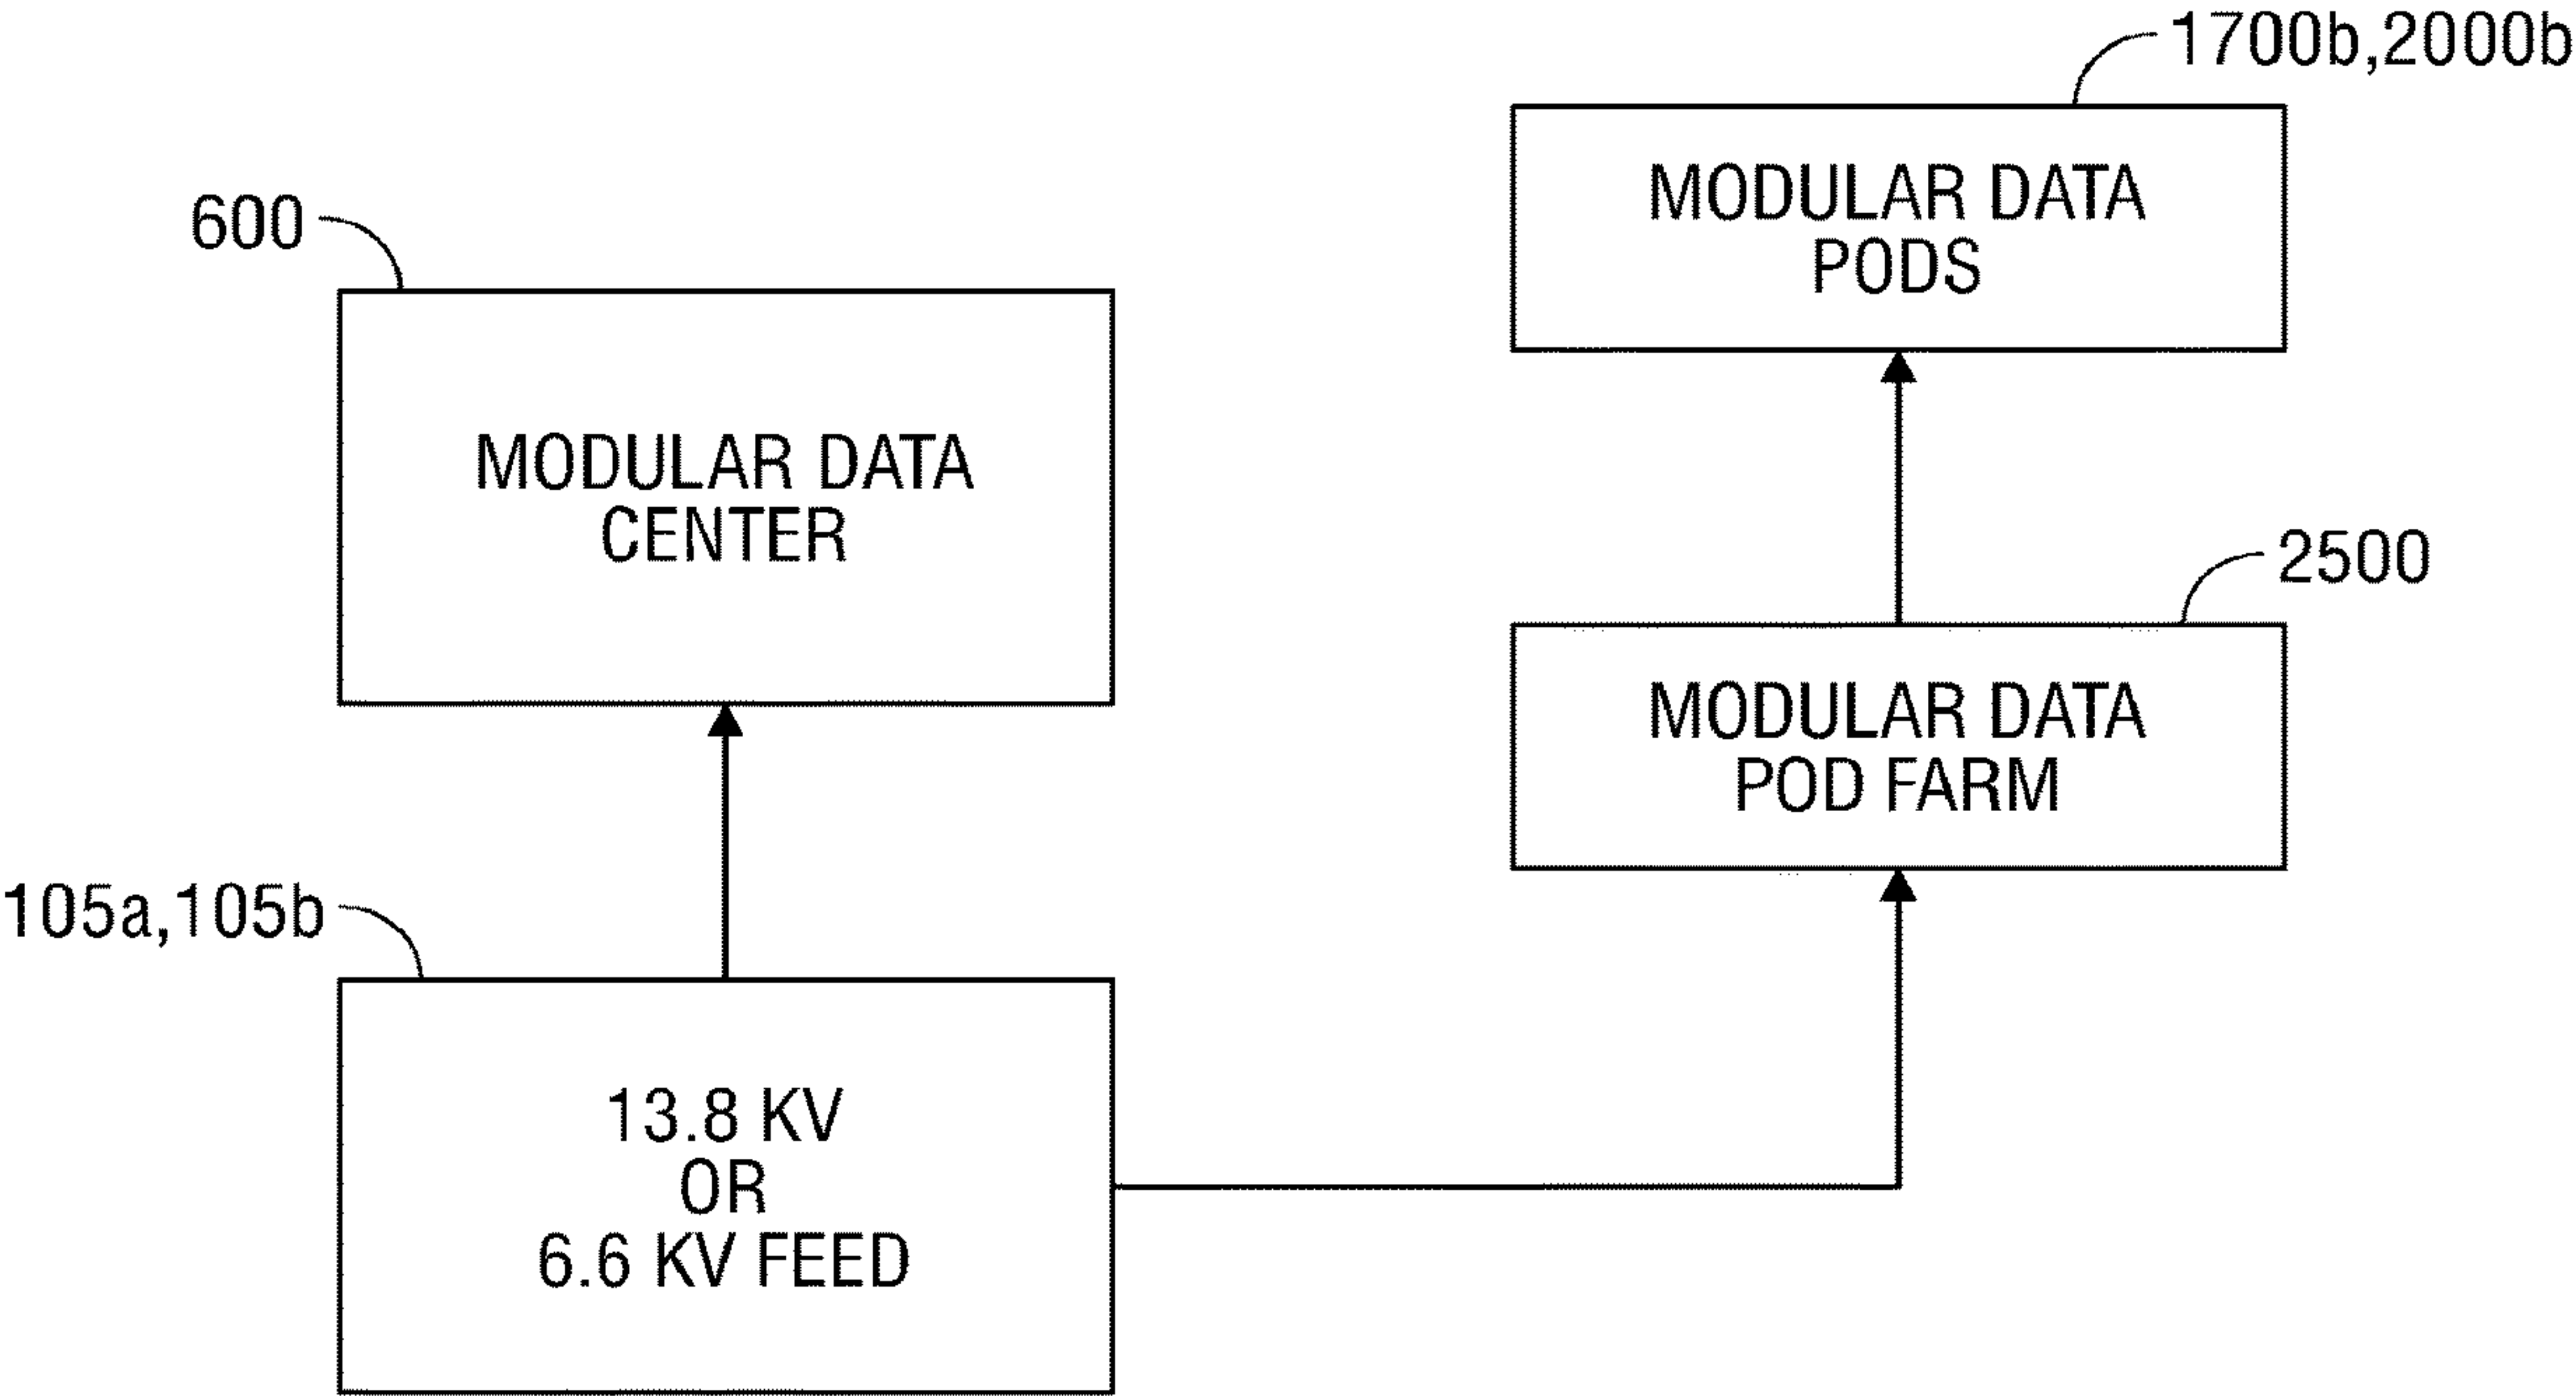 1700b,2000b
MODULAR DATA
PODS
600
MODULAR DATA
CENTER
2500
MODULAR DATA
POD FARM
105a,105b
13.8 KV
OR
6.6 KV FEED